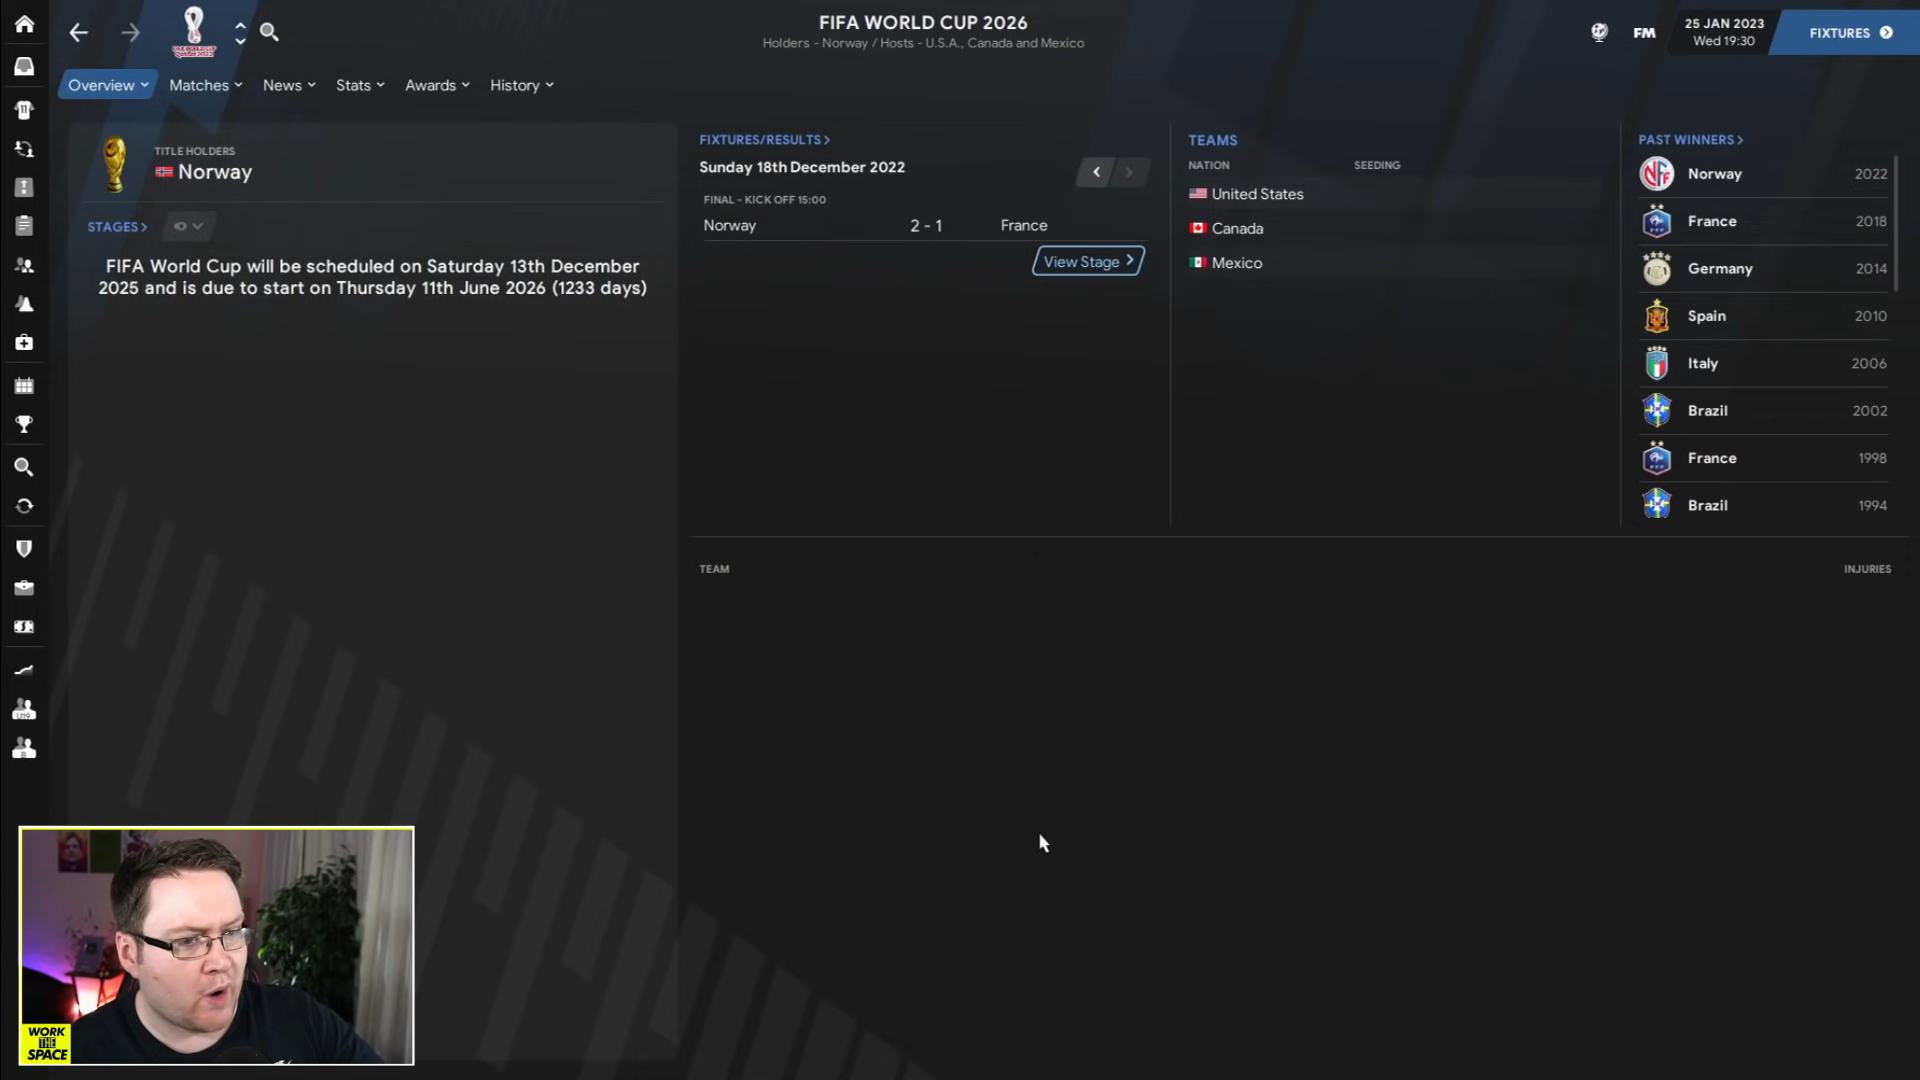 FIFA WORLD CUP 2026
Holders - Norway / Hosts - U.S.A., Canada and Mexico
FM
25 JAN 2023
Wed 19:30
FIXTURES
Overview
Matches
News
Stats
Awards
History
TITLE HOLDERS
Norway
STAGES
FIFA World Cup will be scheduled on Saturday 13th December
2025 and is due to start on Thursday 11th June 2026 (1233 days)
FIXTURES/RESULTS
Sunday 18th December 2022
FINAL - KICK OFF 15:00
Norway 2 - 1 France
View Stage
TEAMS
NATION SEEDING
United States
Canada
Mexico
PAST WINNERS
Norway 2022
France 2018
Germany 2014
Spain 2010
Italy 2006
Brazil 2002
France 1998
Brazil 1994
TEAM INJURIES
U19
WORK
THE
SPACE